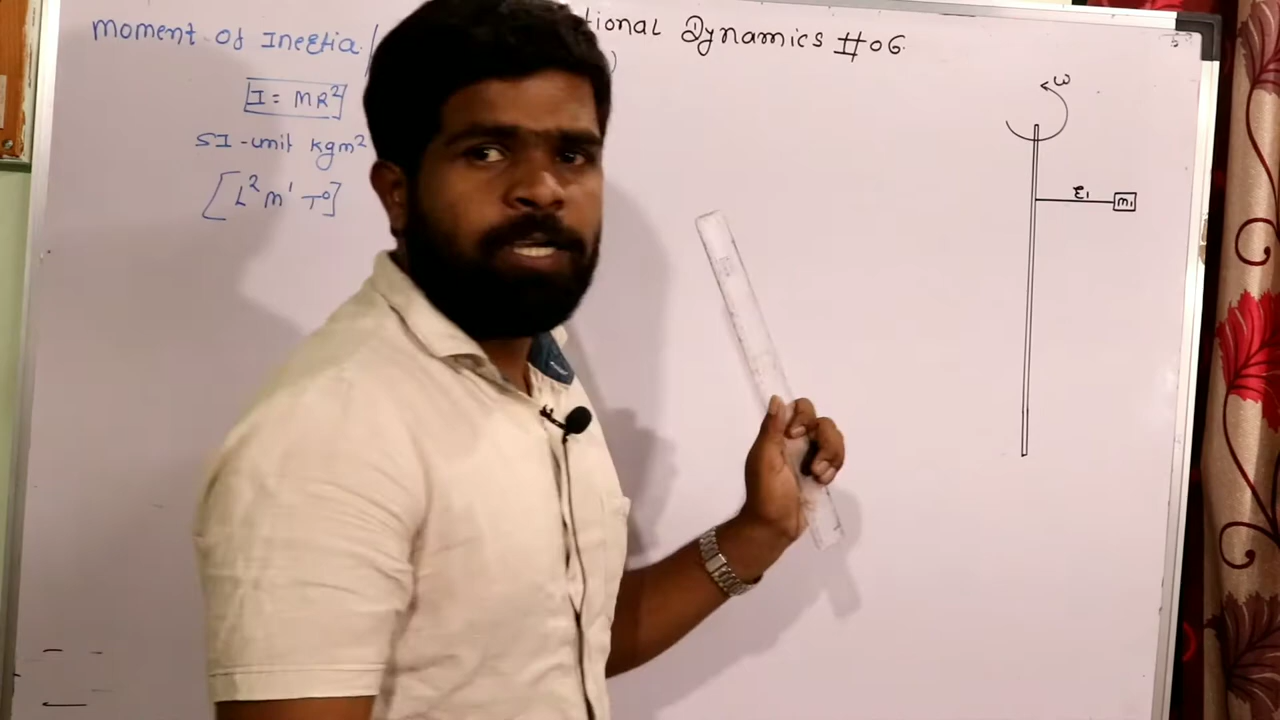 Moment of Inertia / tional Dynamics #06.
I = MR²
SI-unit kgm²
[L² M¹ T⁰]
ω
r₁ m₁